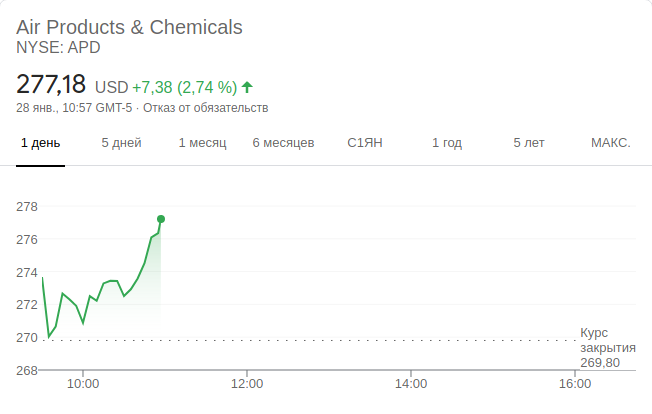 Air Products & Chemicals
NYSE: APD
277,18 USD +7,38 (2,74 %)
28 янв., 10:57 GMT-5 · Отказ от обязательств
1 день 5 дней 1 месяц 6 месяцев С1ЯН 1 год 5 лет МАКС.
278
276
274
272
270
268
Курс
закрытия
269,80
10:00 12:00 14:00 16:00